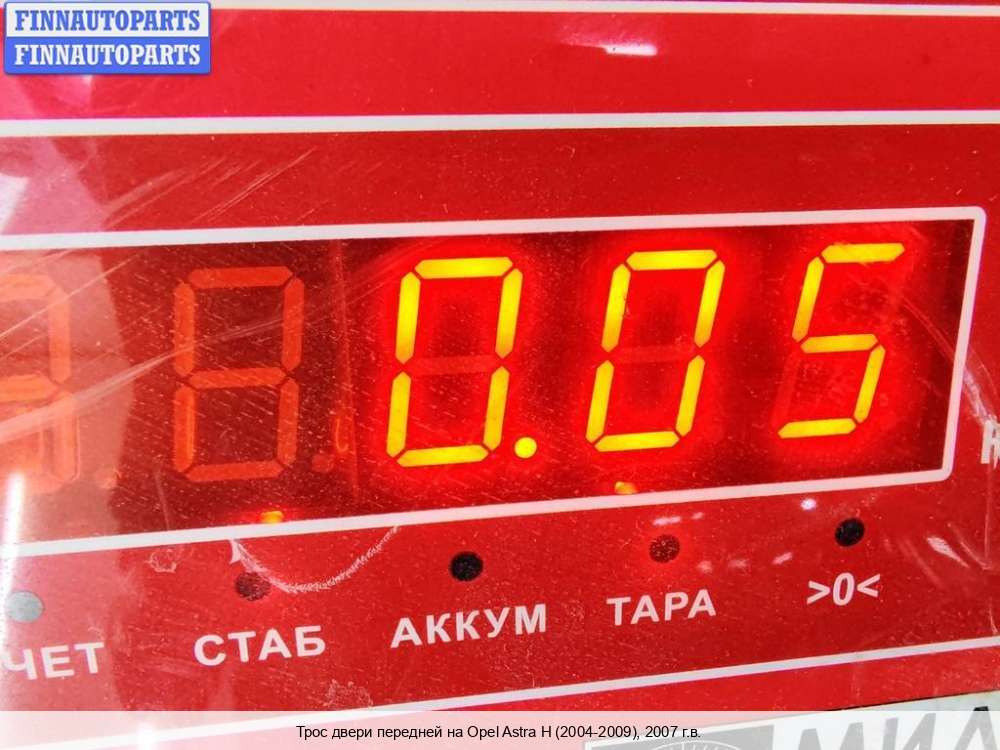 FINNAUTOPARTS
FINNAUTOPARTS
0.05
ЧЕТ СТАБ АККУМ ТАРА >0<
Трос двери передней на Opel Astra H (2004-2009), 2007 г.в.